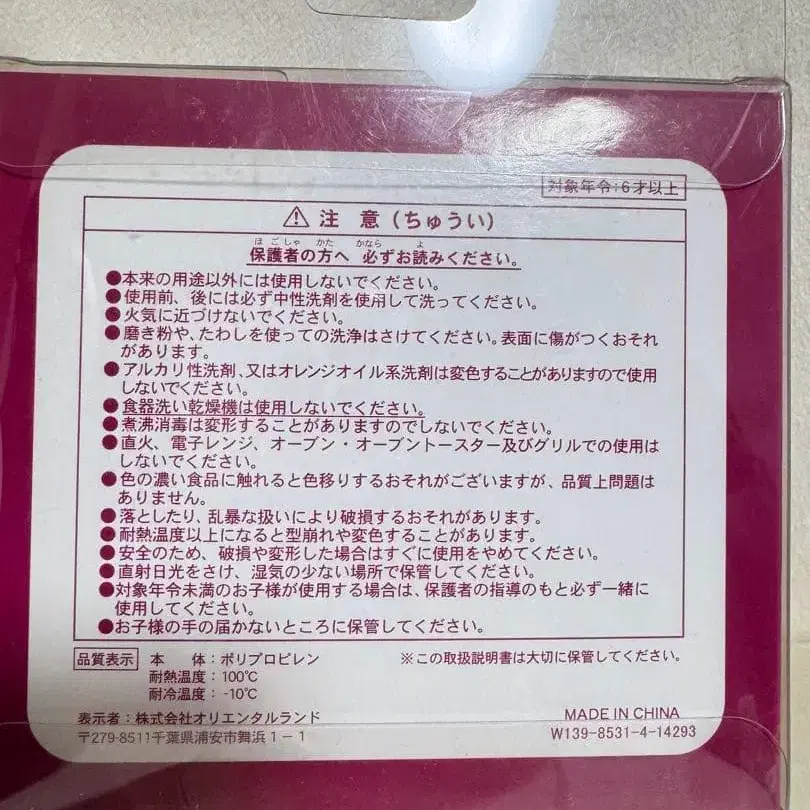 対象年令:6才以上
⚠ 注 意 (ちゅうい)
ほごしゃ かた かなら よ
保護者の方へ 必ずお読みください。
●本来の用途以外には使用しないでください。
●使用前、後には必ず中性洗剤を使用して洗ってください。
●火気に近づけないでください。
●磨き粉や、たわしを使っての洗浄はさけてください。表面に傷がつくおそれ
があります。
●アルカリ性洗剤、又はオレンジオイル系洗剤は変色することがありますので使用
しないでください。
●食器洗い乾燥機は使用しないでください。
●煮沸消毒は変形することがありますのでしないでください。
●直火、電子レンジ、オーブン・オーブントースター及びグリルでの使用は
しないでください。
●色の濃い食品に触れると色移りするおそれがございますが、品質上問題は
ありません。
●落としたり、乱暴な扱いにより破損するおそれがあります。
●耐熱温度以上になると型崩れや変色することがあります。
●安全のため、破損や変形した場合はすぐに使用をやめてください。
●直射日光をさけ、湿気の少ない場所で保管してください。
●対象年令未満のお子様が使用する場合は、保護者の指導のもと必ず一緒に
使用してください。
●お子様の手の届かないところに保管してください。
品質表示 本 体:ポリプロピレン ※この取扱説明書は大切に保管してください。
耐熱温度:100℃
耐冷温度:-10℃
表示者:株式会社オリエンタルランド MADE IN CHINA
〒279-8511千葉県浦安市舞浜1-1 W139-8531-4-14293